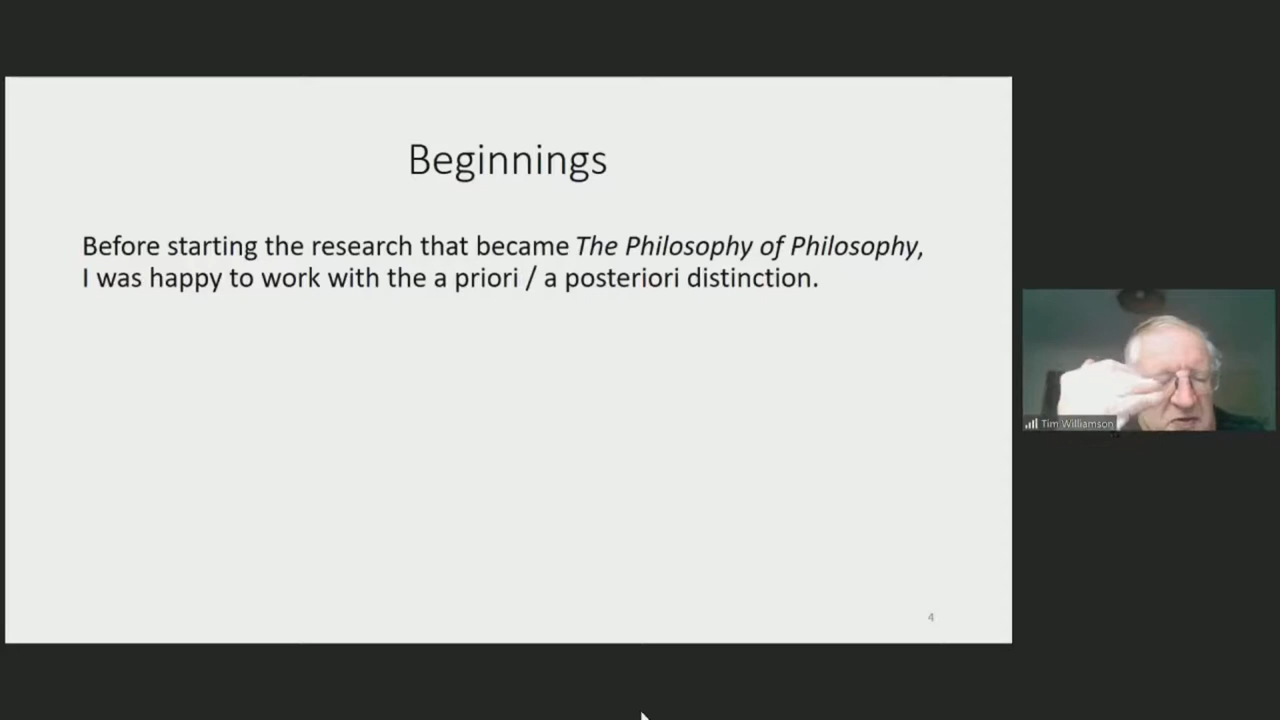 Beginnings
Before starting the research that became The Philosophy of Philosophy,
I was happy to work with the a priori / a posteriori distinction.
Tim Williamson
4